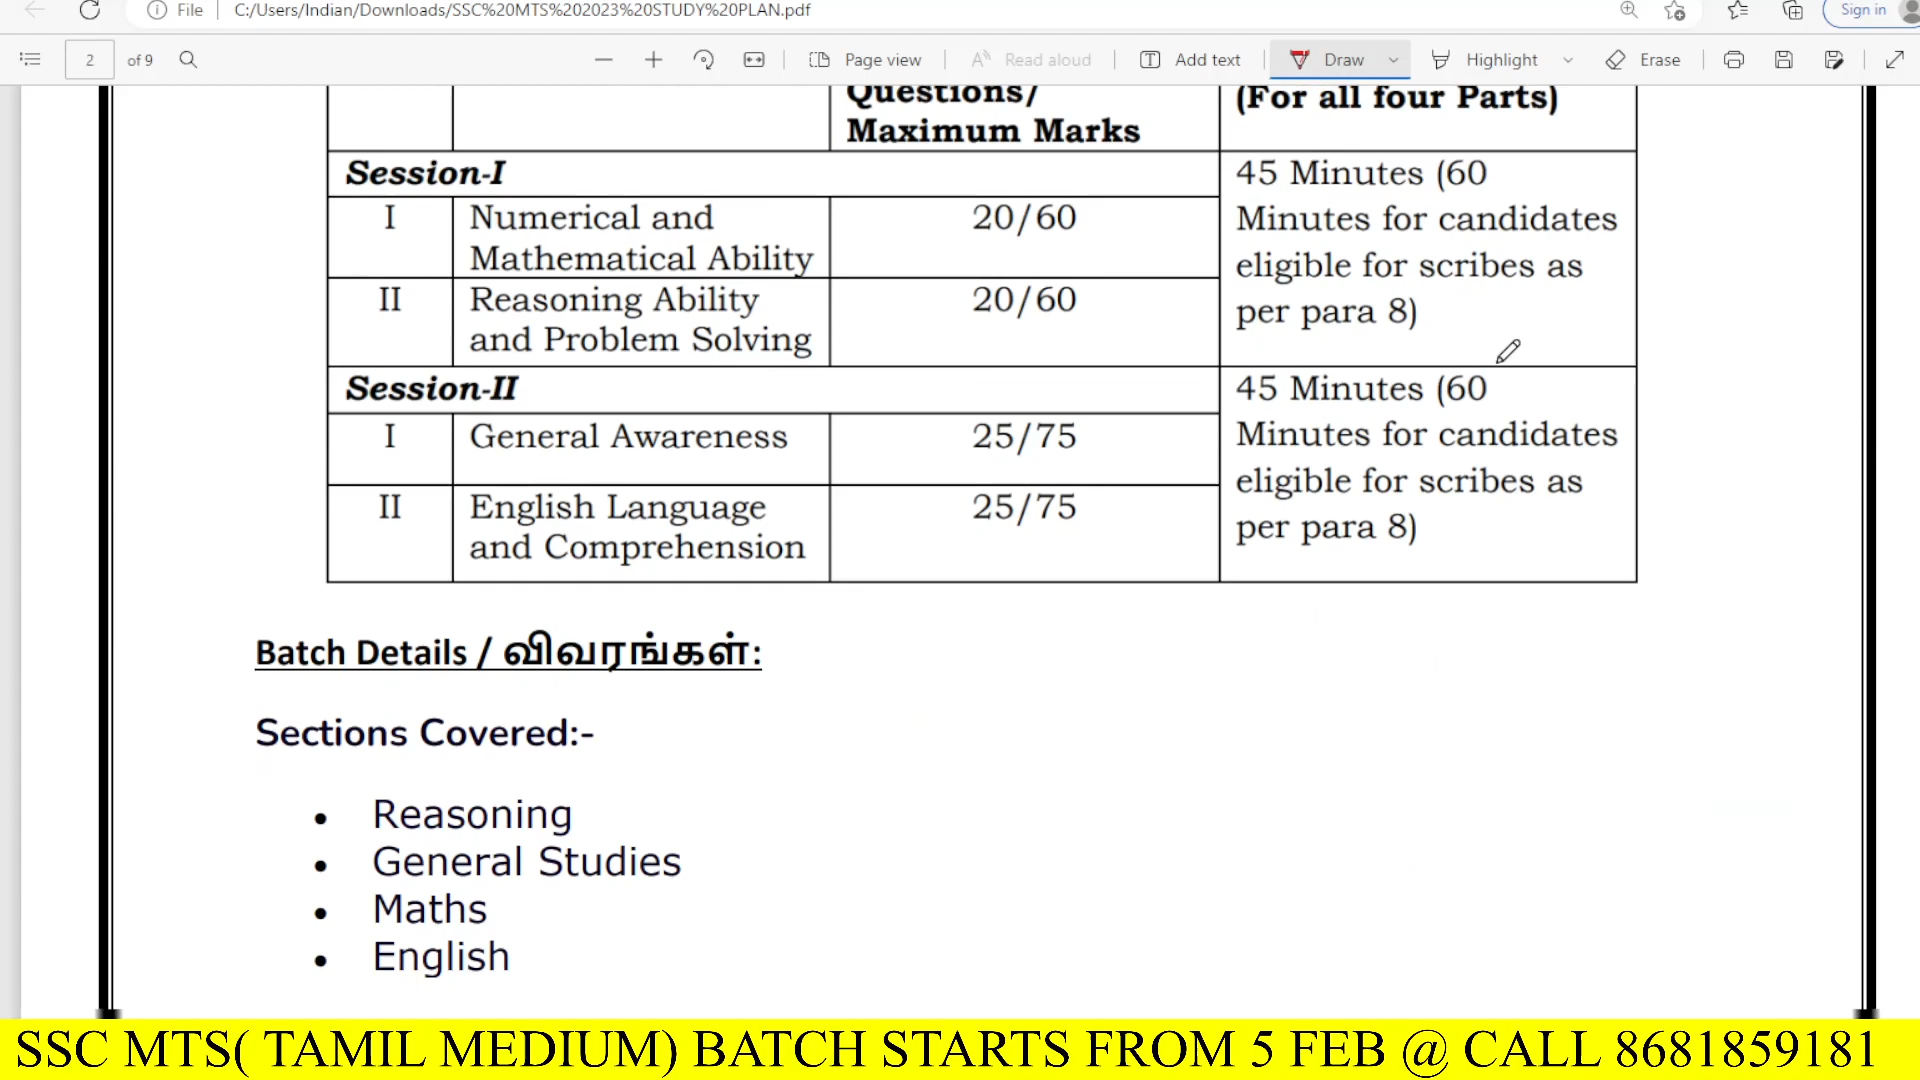 File C:/Users/Indian/Downloads/SSC%20MTS%202023%20STUDY%20PLAN.pdf Sign in
2 of 9 Page view Read aloud Add text Draw Highlight Erase
Questions/ (For all four Parts)
Maximum Marks
Session-I 45 Minutes (60
I Numerical and 20/60 Minutes for candidates
Mathematical Ability eligible for scribes as
II Reasoning Ability 20/60 per para 8)
and Problem Solving
Session-II 45 Minutes (60
I General Awareness 25/75 Minutes for candidates
eligible for scribes as
II English Language 25/75 per para 8)
and Comprehension
Batch Details / விவரங்கள்:
Sections Covered:-
• Reasoning
• General Studies
• Maths
• English
SSC MTS( TAMIL MEDIUM) BATCH STARTS FROM 5 FEB @ CALL 8681859181